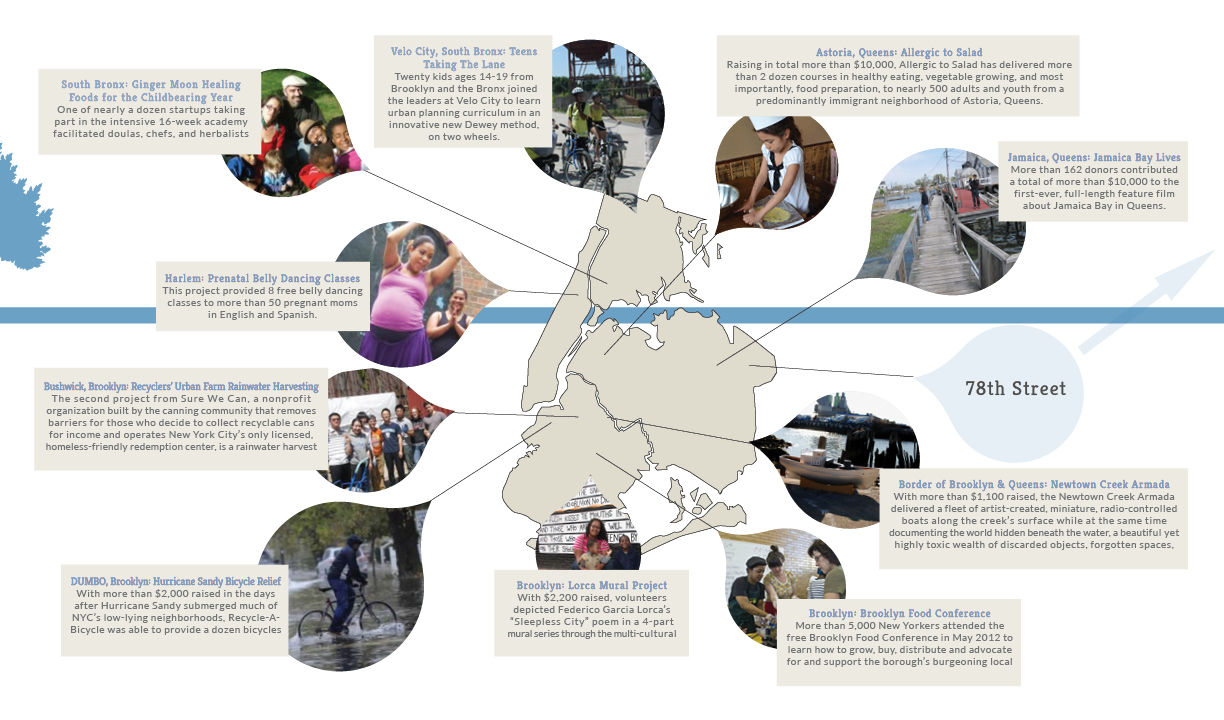 Velo City, South Bronx: Teens
Taking The Lane
Twenty kids ages 14-19 from
Brooklyn and the Bronx joined
the leaders at Velo City to learn
urban planning curriculum in an
innovative new Dewey method,
on two wheels.
Astoria, Queens: Allergic to Salad
Raising in total more than $10,000, Allergic to Salad has delivered more
than 2 dozen courses in healthy eating, vegetable growing, and most
importantly, food preparation, to nearly 500 adults and youth from a
predominantly immigrant neighborhood of Astoria, Queens.
South Bronx: Ginger Moon Healing
Foods for the Childbearing Year
One of nearly a dozen startups taking
part in the intensive 16-week academy
facilitated doulas, chefs, and herbalists
Jamaica, Queens: Jamaica Bay Lives
More than 162 donors contributed
a total of more than $10,000 to the
first-ever, full-length feature film
about Jamaica Bay in Queens.
Harlem: Prenatal Belly Dancing Classes
This project provided 8 free belly dancing
classes to more than 50 pregnant moms
in English and Spanish.
78th Street
Bushwick, Brooklyn: Recyclers' Urban Farm Rainwater Harvesting
The second project from Sure We Can, a nonprofit
organization built by the canning community that removes
barriers for those who decide to collect recyclable cans
for income and operates New York City's only licensed,
homeless-friendly redemption center, is a rainwater harvest
Border of Brooklyn & Queens: Newtown Creek Armada
With more than $1,100 raised, the Newtown Creek Armada
delivered a fleet of artist-created, miniature, radio-controlled
boats along the creek's surface while at the same time
documenting the world hidden beneath the water, a beautiful yet
highly toxic wealth of discarded objects, forgotten spaces,
DUMBO, Brooklyn: Hurricane Sandy Bicycle Relief
With more than $2,000 raised in the days
after Hurricane Sandy submerged much of
NYC's low-lying neighborhoods, Recycle-A-
Bicycle was able to provide a dozen bicycles
Brooklyn: Lorca Mural Project
With $2,200 raised, volunteers
depicted Federico Garcia Lorca's
"Sleepless City" poem in a 4-part
mural series through the multi-cultural
Brooklyn: Brooklyn Food Conference
More than 5,000 New Yorkers attended the
free Brooklyn Food Conference in May 2012 to
learn how to grow, buy, distribute and advocate
for and support the borough's burgeoning local